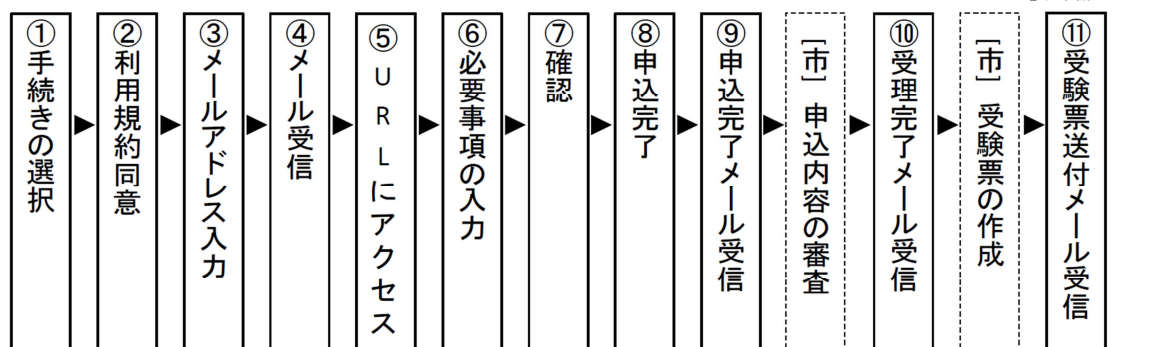 ①手続きの選択
②利用規約同意
③メールアドレス入力
④メール受信
⑤URLにアクセス
⑥必要事項の入力
⑦確認
⑧申込完了
⑨申込完了メール受信
［市］申込内容の審査
⑩受理完了メール受信
［市］受験票の作成
⑪受験票送付メール受信